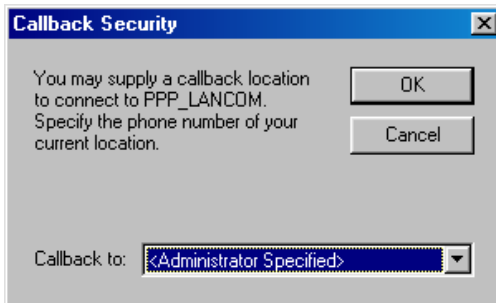 Callback Security
You may supply a callback location
to connect to PPP_LANCOM.
Specify the phone number of your
current location.
OK
Cancel
Callback to: <Administrator Specified>